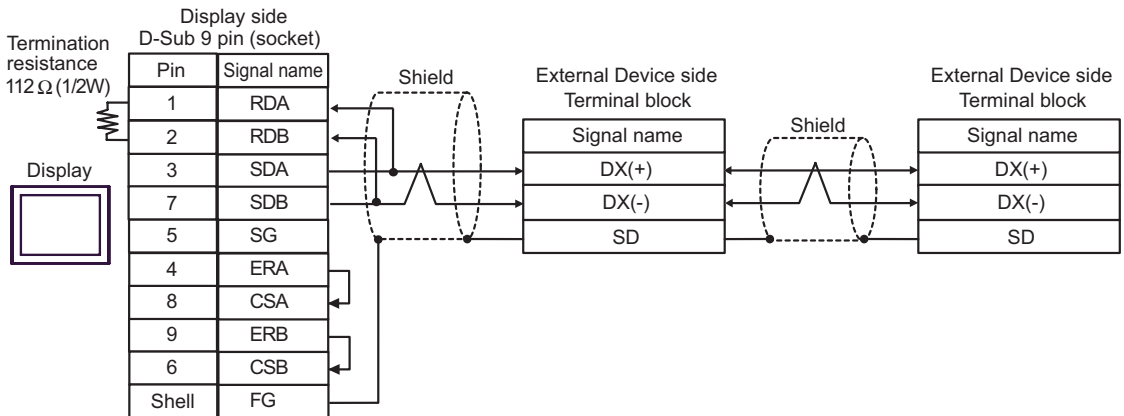 Display side
D-Sub 9 pin (socket)
Termination
resistance
112 Ω (1/2W)
Pin Signal name
1 RDA
2 RDB
3 SDA
7 SDB
5 SG
4 ERA
8 CSA
9 ERB
6 CSB
Shell FG
Display
Shield
External Device side
Terminal block
Signal name
DX(+)
DX(-)
SD
Shield
External Device side
Terminal block
Signal name
DX(+)
DX(-)
SD